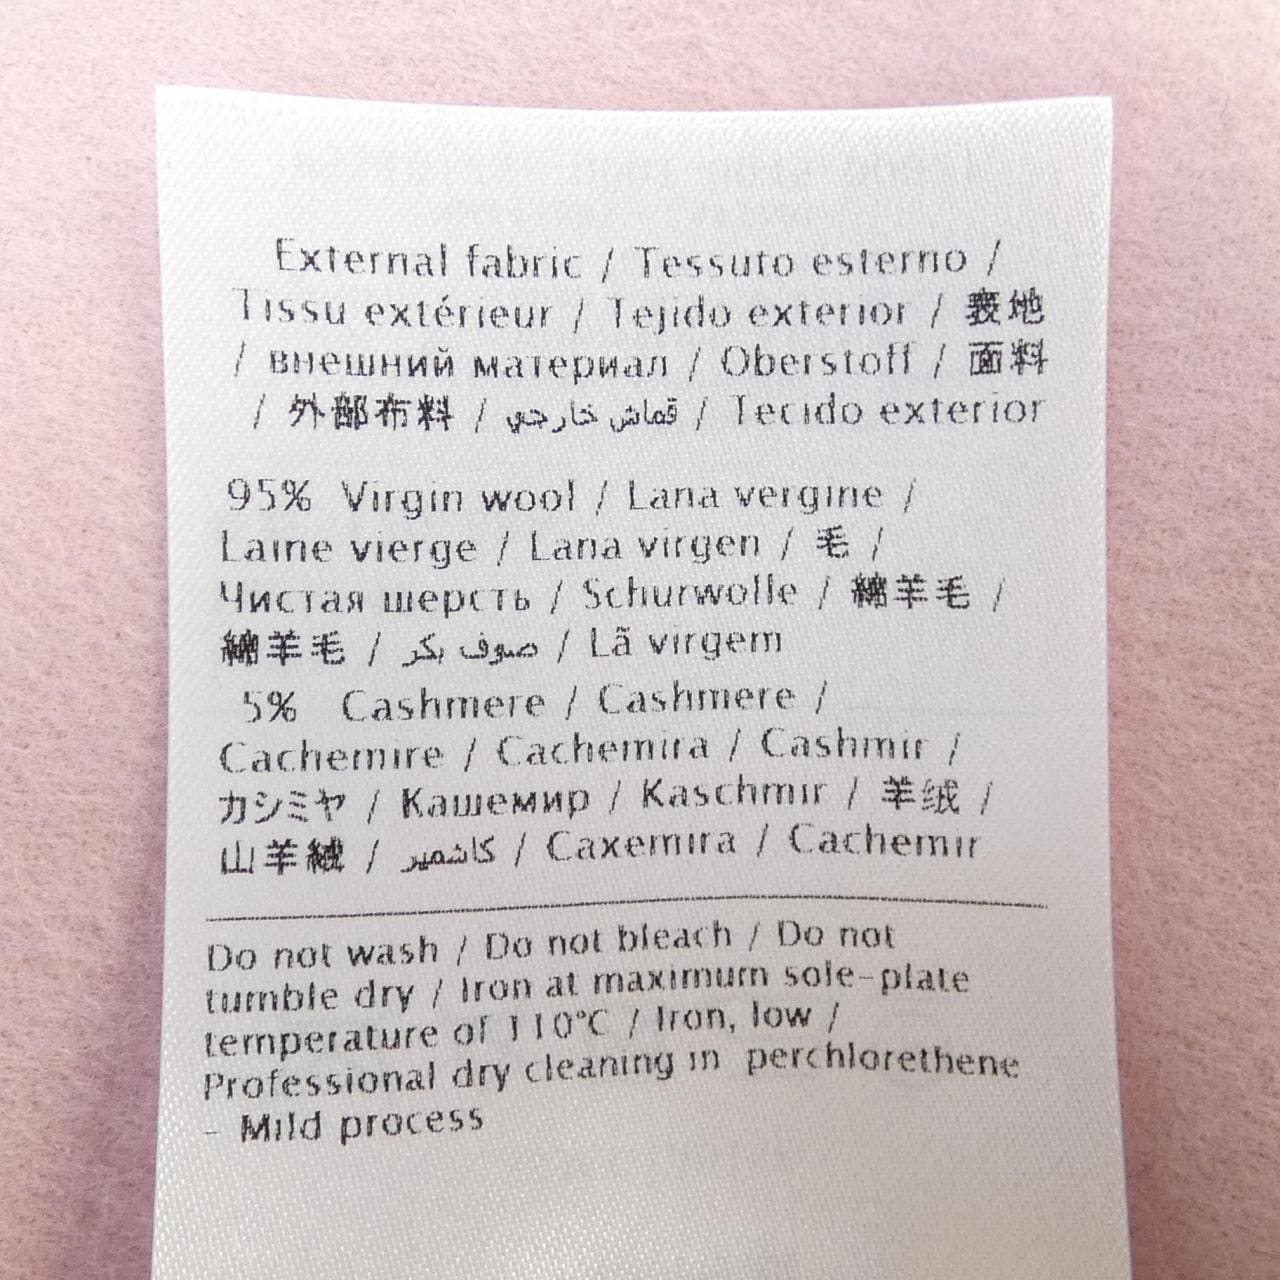 External fabric / Tessuto esterno /
Tissu extérieur / Tejido exterior / 表地
/ внешний материал / Oberstoff / 面料
/ 外部布料 / قماش خارجي / Tecido exterior
95% Virgin wool / Lana vergine /
Laine vierge / Lana virgen / 毛 /
Чистая шерсть / Schurwolle / 綿羊毛 /
綿羊毛 / صوف بكر / Lã virgem
5% Cashmere / Cashmere /
Cachemire / Cachemira / Cashmir /
カシミヤ / Кашемир / Kaschmir / 羊绒 /
山羊絨 / كاشمير / Caxemira / Cachemir
Do not wash / Do not bleach / Do not
tumble dry / Iron at maximum sole-plate
temperature of 110°C / Iron, low /
Professional dry cleaning in perchlorethene
- Mild process